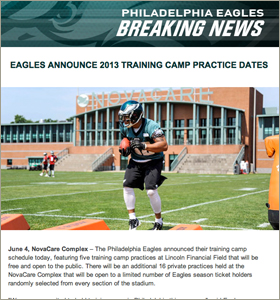 PHILADELPHIA EAGLES
BREAKING NEWS
EAGLES ANNOUNCE 2013 TRAINING CAMP PRACTICE DATES
NOVACARE
June 4, NovaCare Complex – The Philadelphia Eagles announced their training camp
schedule today, featuring five training camp practices at Lincoln Financial Field that will be
free and open to the public. There will be an additional 16 private practices held at the
NovaCare Complex that will be open to a limited number of Eagles season ticket holders
randomly selected from every section of the stadium.